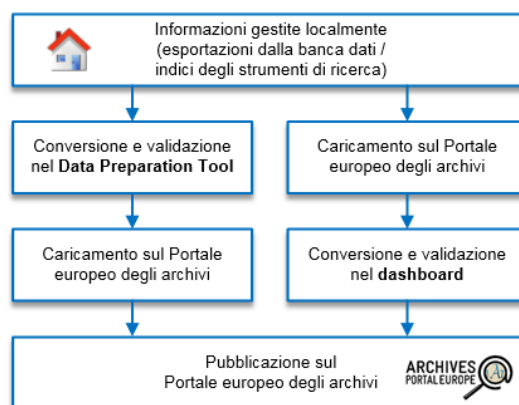 Informazioni gestite localmente
(esportazioni dalla banca dati /
indici degli strumenti di ricerca)
Conversione e validazione
nel Data Preparation Tool
Caricamento sul Portale
europeo degli archivi
Caricamento sul Portale
europeo degli archivi
Conversione e validazione
nel dashboard
Pubblicazione sul
Portale europeo degli archivi
ARCHIVES
PORTALEUROPE